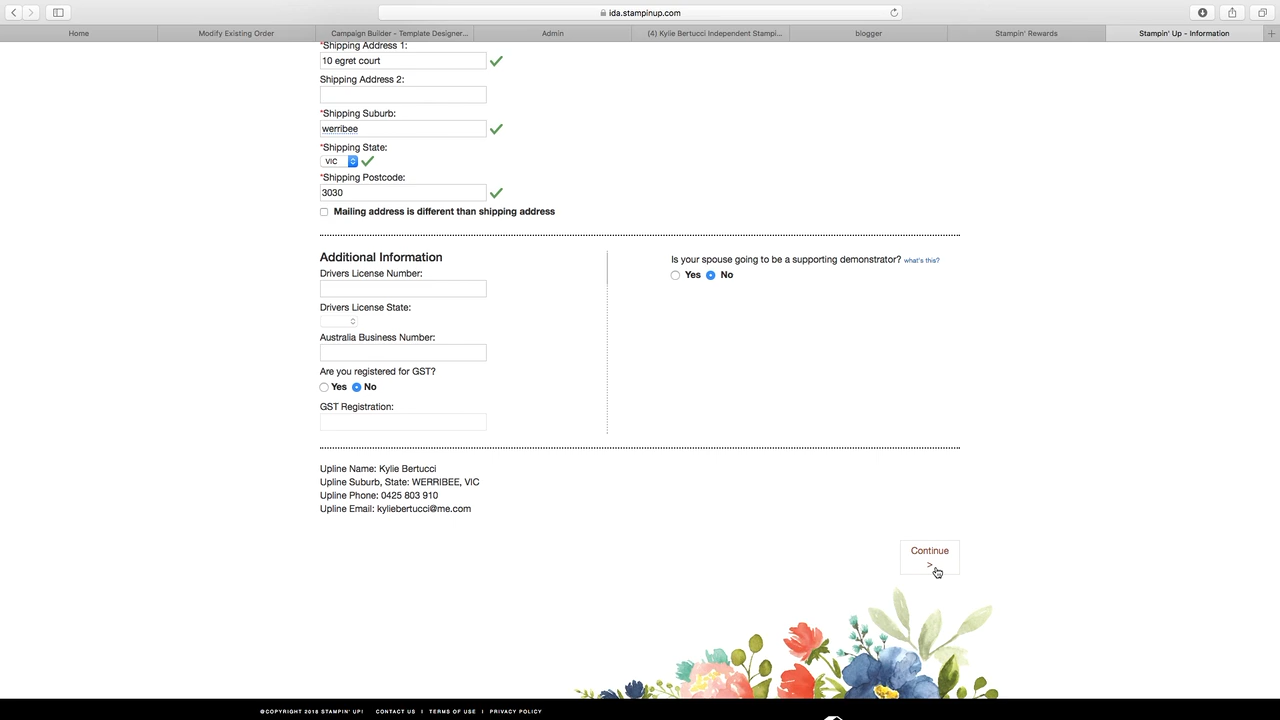 ida.stampinup.com
Home
Modify Existing Order
Campaign Builder - Template Designer...
Admin
(4) Kylie Bertucci Independent Stampi...
blogger
Stampin' Rewards
Stampin' Up - Information
*Shipping Address 1:
10 egret court
Shipping Address 2:
*Shipping Suburb:
werribee
*Shipping State:
VIC
*Shipping Postcode:
3030
Mailing address is different than shipping address
Additional Information
Drivers License Number:
Drivers License State:
Australia Business Number:
Are you registered for GST?
Yes No
GST Registration:
Is your spouse going to be a supporting demonstrator? what's this?
Yes No
Upline Name: Kylie Bertucci
Upline Suburb, State: WERRIBEE, VIC
Upline Phone: 0425 803 910
Upline Email: kyliebertucci@me.com
Continue
>
©COPYRIGHT 2018 STAMPIN' UP! CONTACT US | TERMS OF USE | PRIVACY POLICY